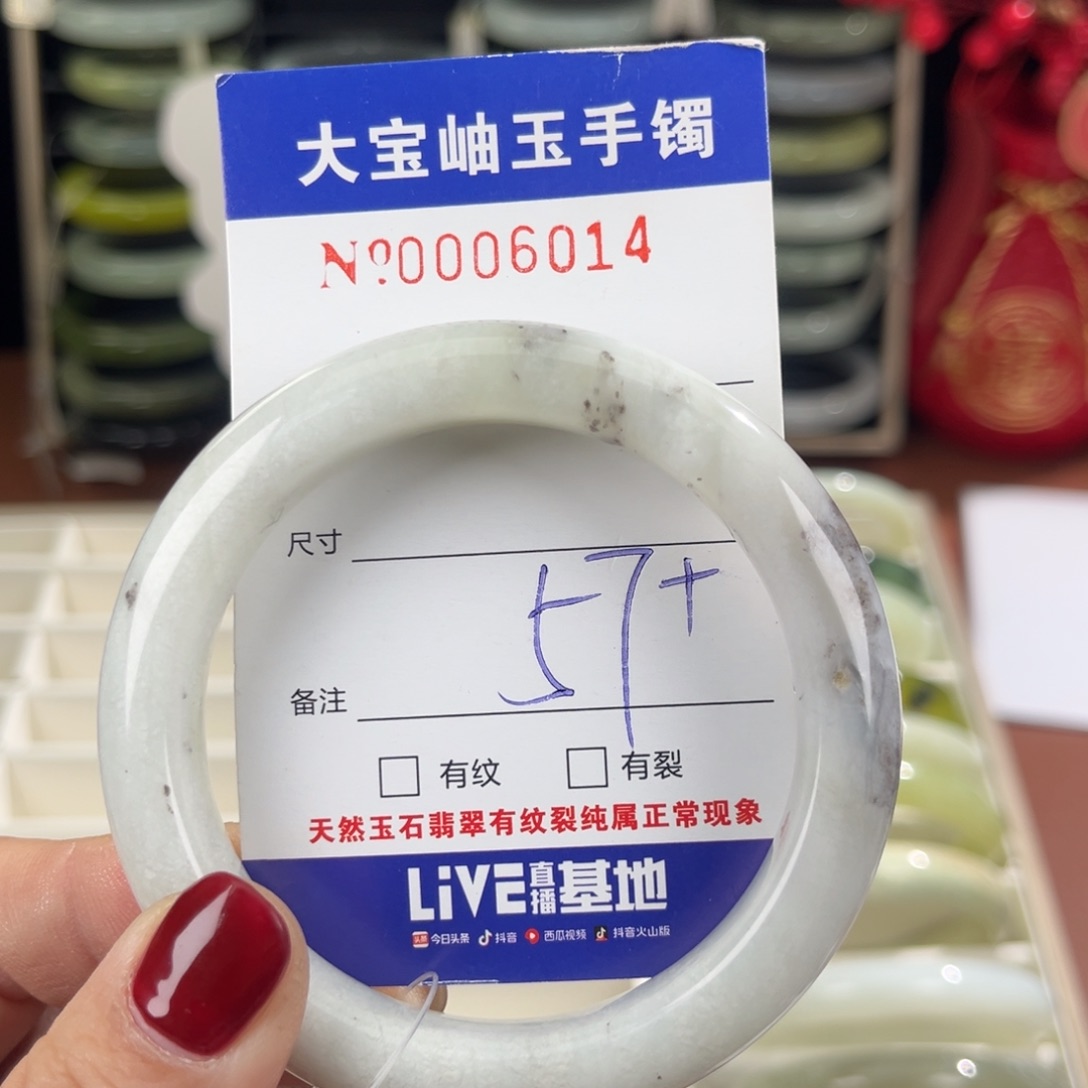 大宝岫玉手镯
Nº0006014
尺寸
57+
备注
有纹 有裂
天然玉石翡翠有纹裂纯属正常现象
LiVE直播基地
头条 今日头条 抖音 西瓜视频 抖音火山版